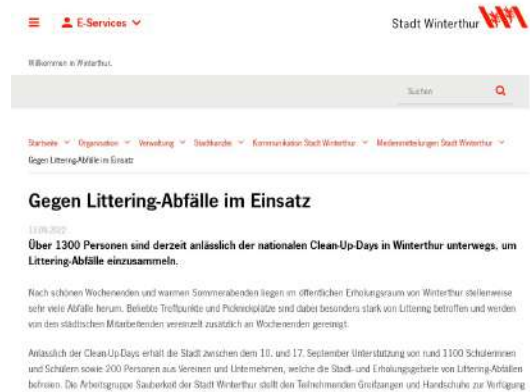 E-Services
Stadt Winterthur
Willkommen in Winterthur.
Suchen
Startseite Organisation Verwaltung Stadtkanzlei Kommunikation Stadt Winterthur Medienmitteilungen Stadt Winterthur
Gegen Littering-Abfälle im Einsatz
Gegen Littering-Abfälle im Einsatz
13.09.2022
Über 1300 Personen sind derzeit anlässlich der nationalen Clean-Up-Days in Winterthur unterwegs, um
Littering-Abfälle einzusammeln.
Nach schönen Wochenenden und warmen Sommerabenden liegen im öffentlichen Erholungsraum von Winterthur stellenweise
sehr viele Abfälle herum. Beliebte Treffpunkte und Picknickplätze sind dabei besonders stark von Littering betroffen und werden
von den städtischen Mitarbeitenden vereinzelt zusätzlich an Wochenenden gereinigt.
Anlässlich der Clean-Up-Days erhält die Stadt zwischen dem 10. und 17. September Unterstützung von rund 1100 Schülerinnen
und Schülern sowie 200 Personen aus Vereinen und Unternehmen, welche die Stadt- und Erholungsgebiete von Littering-Abfällen
befreien. Die Arbeitsgruppe Sauberkeit der Stadt Winterthur stellt den Teilnehmenden Greifzangen und Handschuhe zur Verfügung